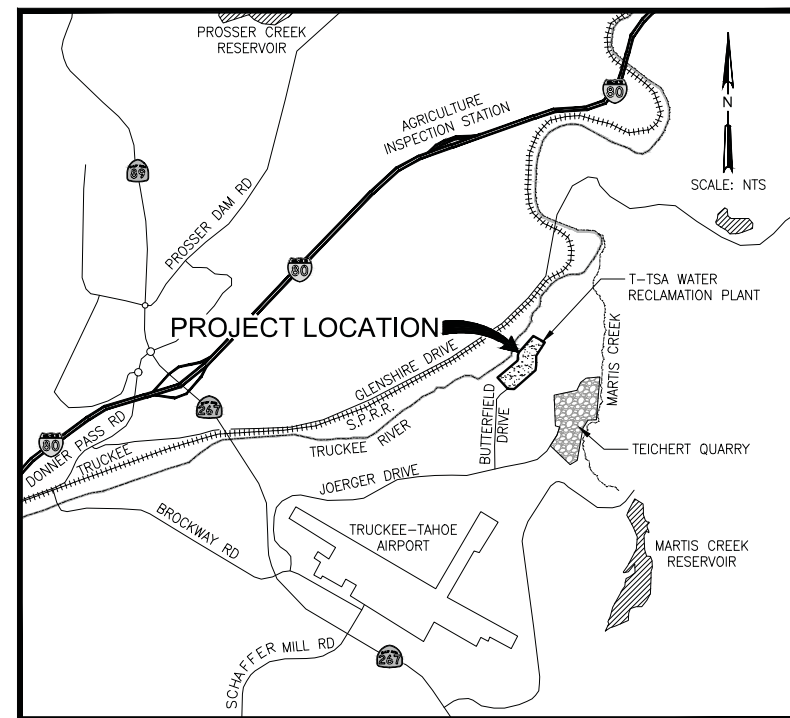 PROSSER CREEK
RESERVOIR
80
AGRICULTURE
INSPECTION STATION
N
SCALE: NTS
89
PROSSER DAM RD
80
T-TSA WATER
RECLAMATION PLANT
PROJECT LOCATION
GLENSHIRE DRIVE
S.P.R.R.
TRUCKEE RIVER
MARTIS CREEK
267
BUTTERFIELD
DRIVE
DONNER PASS RD
80
TRUCKEE
TEICHERT QUARRY
JOERGER DRIVE
BROCKWAY RD
TRUCKEE-TAHOE
AIRPORT
MARTIS CREEK
RESERVOIR
SCHAFFER MILL RD
267